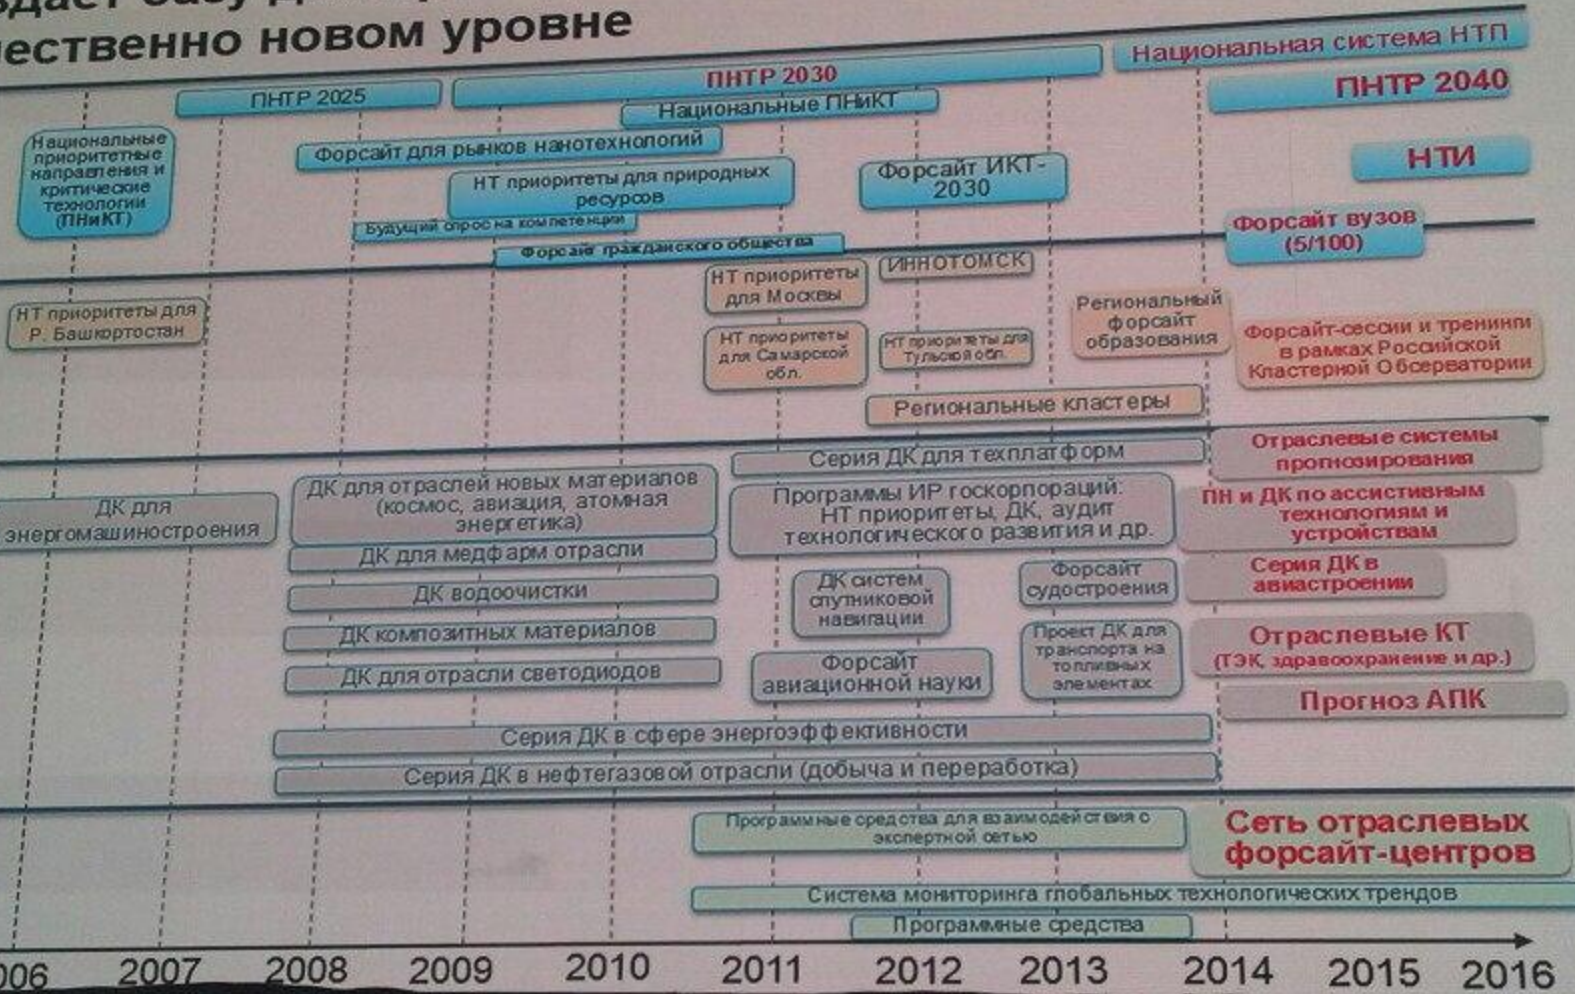 чественно новом уровне
Национальная система НТП
ПНТР 2030
ПНТР 2025
ПНТР 2040
Национальные ПНиКТ
Национальные
приоритетные
направления и
критические
технологии
(ПНиКТ)
Форсайт для рынков нанотехнологий
НТИ
НТ приоритеты для природных
ресурсов
Форсайт ИКТ-
2030
Будущий спрос на компетенции
Форсайт гражданского общества
Форсайт вузов
(5/100)
НТ приоритеты для
Р. Башкортостан
НТ приоритеты
для Москвы
ИННОТОМСК
НТ приоритеты
для Самарской
обл.
НТ приоритеты для
Тульской обл.
Региональный
форсайт
образования
Форсайт-сессии и тренинги
в рамках Российской
Кластерной Обсерватории
Региональные кластеры
Серия ДК для техплатформ
Отраслевые системы
прогнозирования
ДК для
энергомашиностроения
ДК для отраслей новых материалов
(космос, авиация, атомная
энергетика)
Программы ИР госкорпораций:
НТ приоритеты, ДК, аудит
технологического развития и др.
ПН и ДК по ассистивным
технологиям и
устройствам
ДК для медфарм отрасли
ДК водоочистки
ДК композитных материалов
ДК для отрасли светодиодов
ДК систем
спутниковой
навигации
Форсайт
судостроения
Серия ДК в
авиастроении
Форсайт
авиационной науки
Проект ДК для
транспорта на
топливных
элементах
Отраслевые КТ
(ТЭК, здравоохранение и др.)
Прогноз АПК
Серия ДК в сфере энергоэффективности
Серия ДК в нефтегазовой отрасли (добыча и переработка)
Программные средства для взаимодействия с
экспертной сетью
Сеть отраслевых
форсайт-центров
Система мониторинга глобальных технологических трендов
Программные средства
006 2007 2008 2009 2010 2011 2012 2013 2014 2015 2016